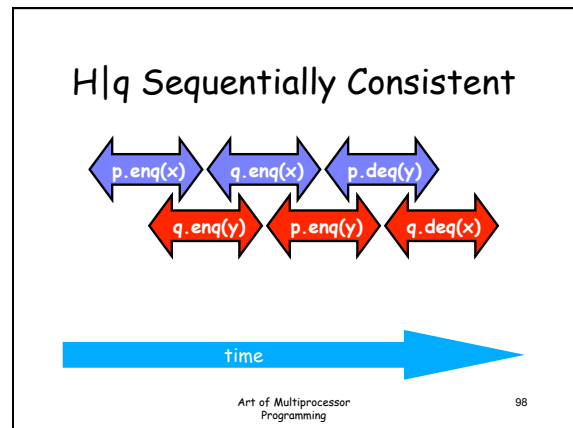 H|q Sequentially Consistent
p.enq(x) q.enq(x) p.deq(y)
q.enq(y) p.enq(y) q.deq(x)
time
Art of Multiprocessor
Programming
98